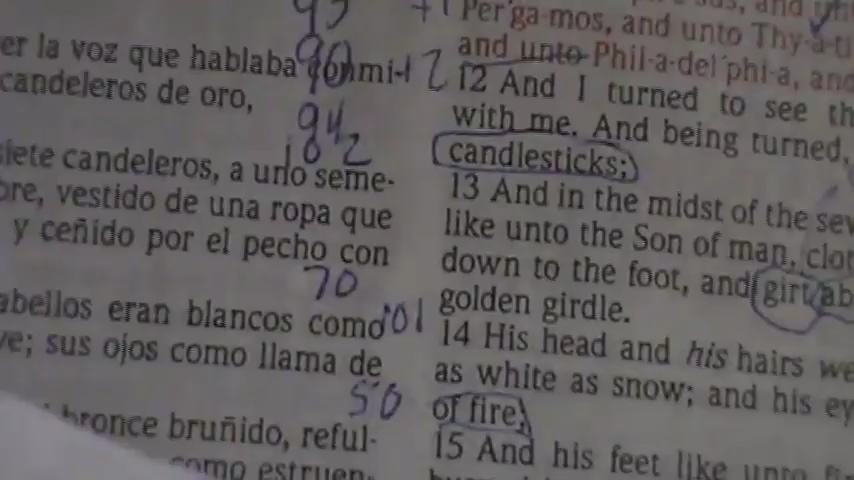 er la voz que hablaba conmi-
candeleros de oro,
siete candeleros, a uno seme-
bre, vestido de una ropa que
y ceñido por el pecho con
abellos eran blancos como
ve; sus ojos como llama de
bronce bruñido, reful-
como estruen-
90
942
10
70
101
50
Per ́ga-mos, and unto Thy-a-ti
and unto Phil-a-del ́phi-a, and
12 And I turned to see th
with me. And being turned,
candlesticks;
13 And in the midst of the sev
like unto the Son of man, clot
down to the foot, and girt ab
golden girdle.
14 His head and his hairs we
as white as snow; and his ey
of fire;
15 And his feet like unto fi